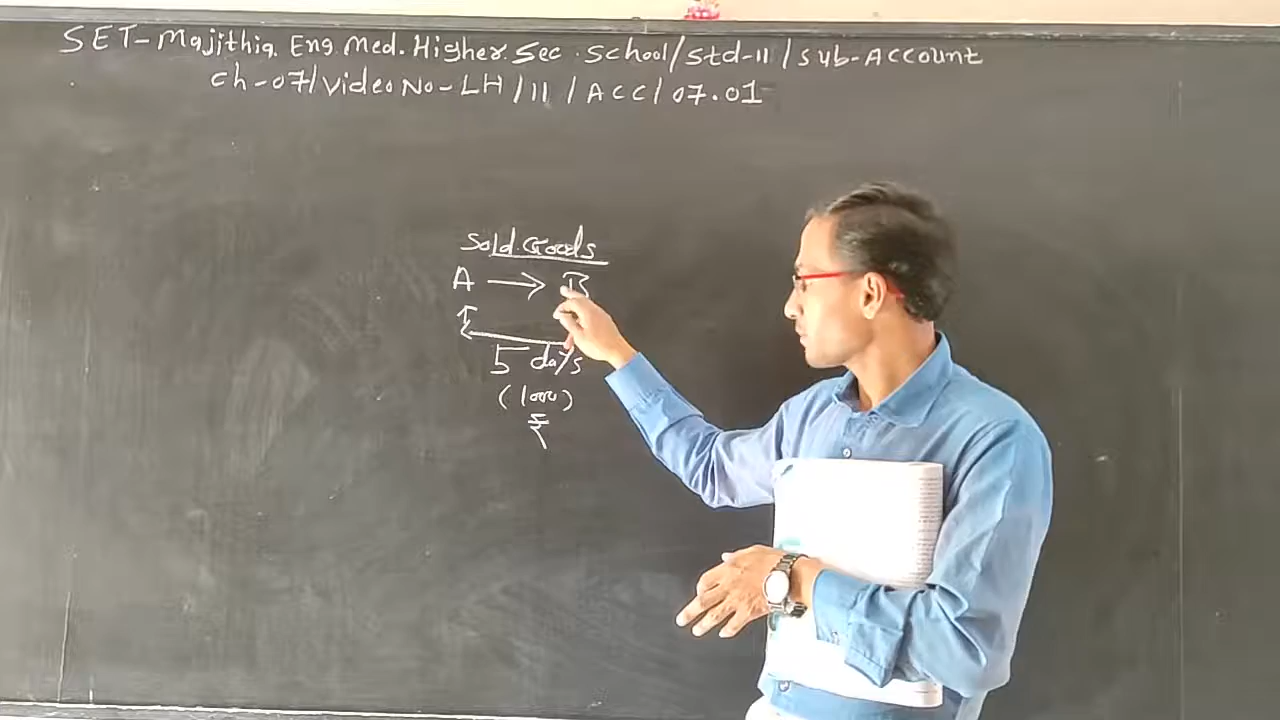 SET-Majithia Eng Med. Higher Sec. School/Std-11/Sub-Account
Ch-07/Video No-LH/11/ACC/07.01
Sold Goods
A → B
5 days
(1000)
₹